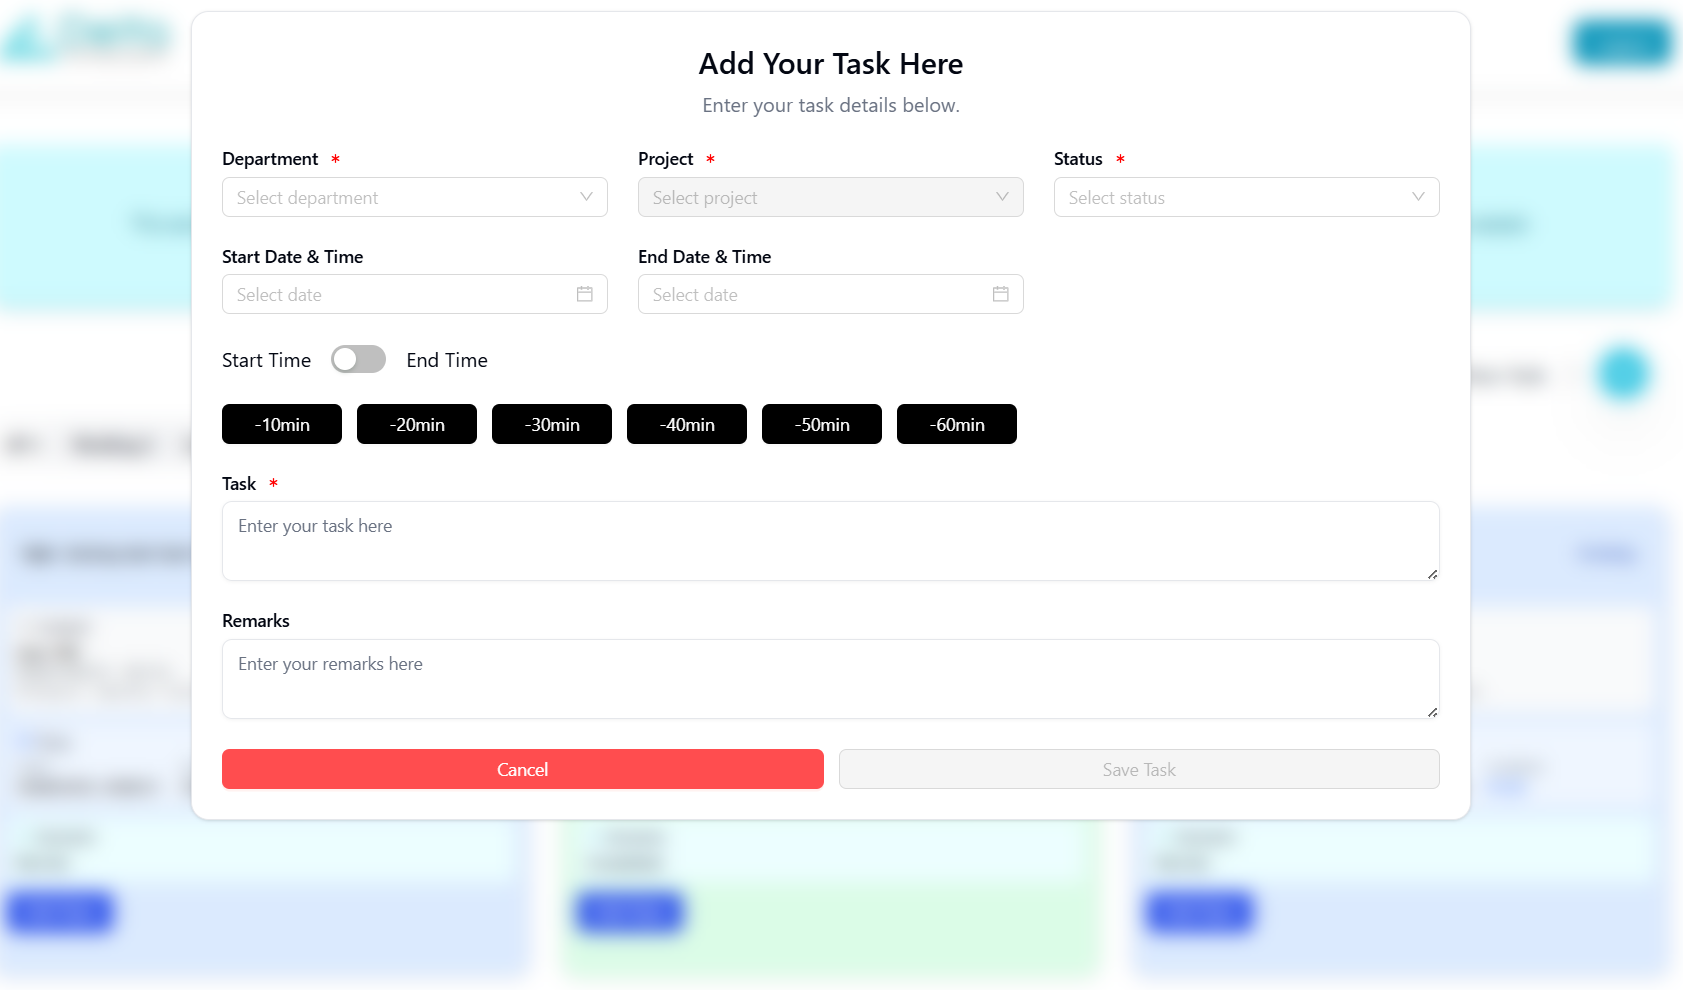 Add Your Task Here
Enter your task details below.
Department * Project * Status *
Select department Select project Select status
Start Date & Time End Date & Time
Select date Select date
Start Time End Time
-10min -20min -30min -40min -50min -60min
Task *
Enter your task here
Remarks
Enter your remarks here
Cancel Save Task